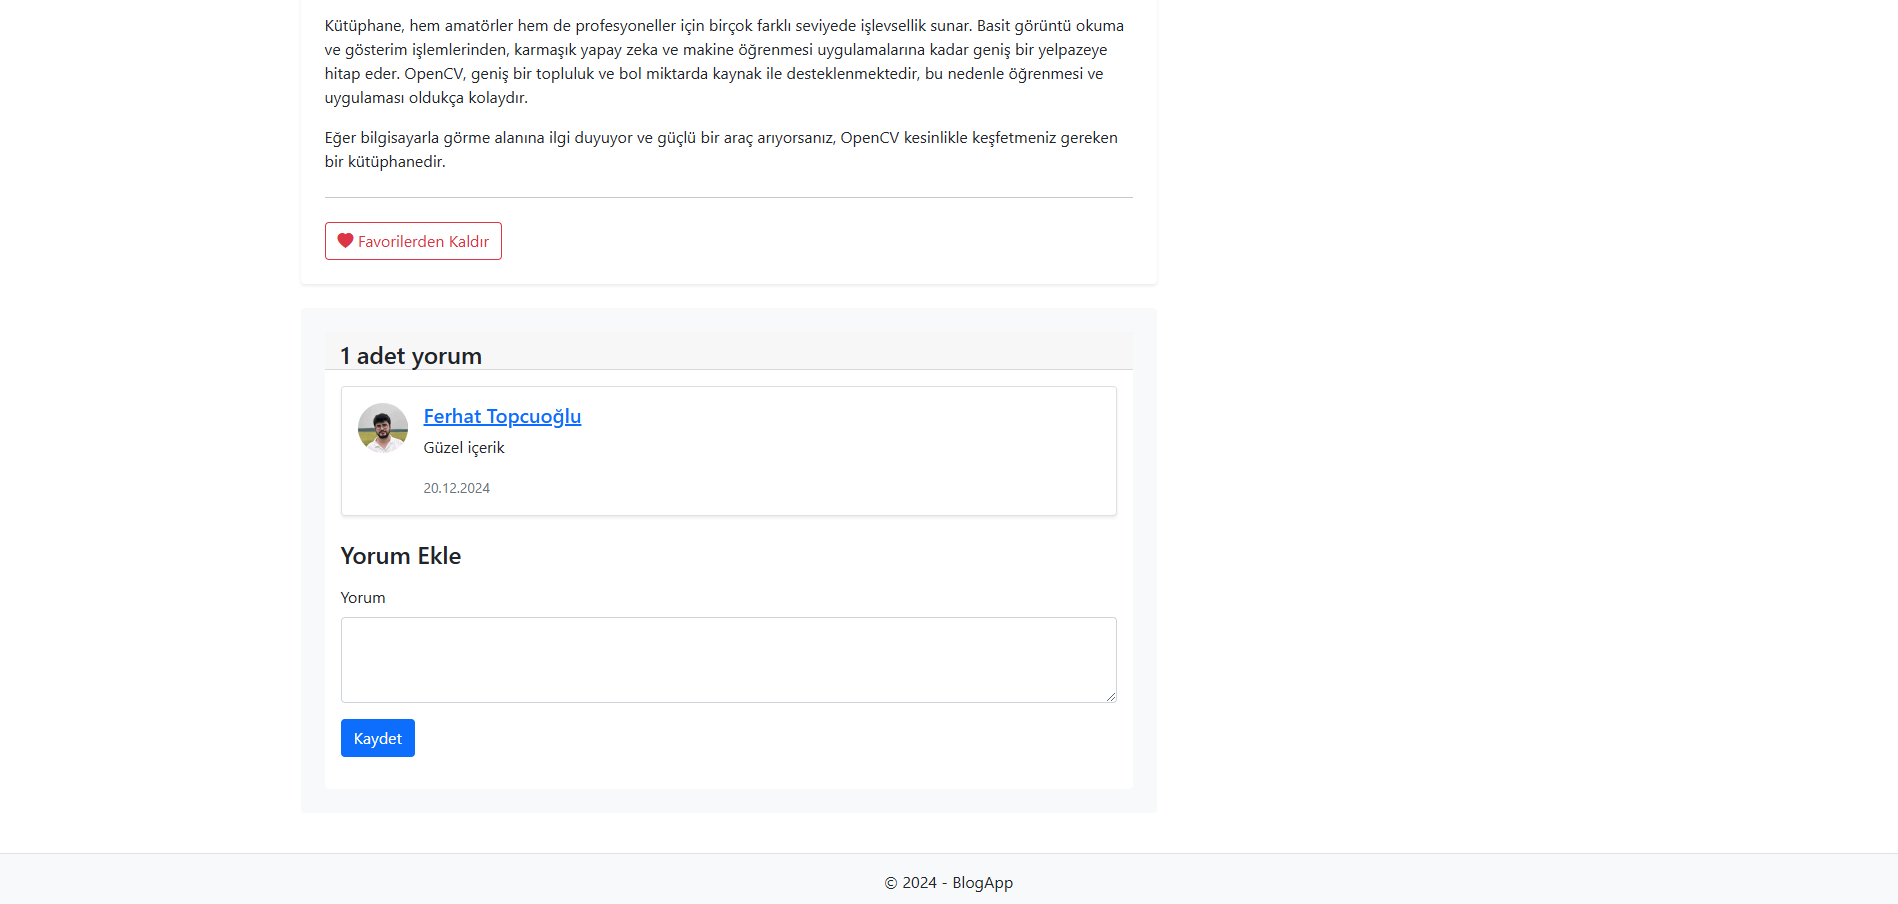 Kütüphane, hem amatörler hem de profesyoneller için birçok farklı seviyede işlevsellik sunar. Basit görüntü okuma
ve gösterim işlemlerinden, karmaşık yapay zeka ve makine öğrenmesi uygulamalarına kadar geniş bir yelpazeye
hitap eder. OpenCV, geniş bir topluluk ve bol miktarda kaynak ile desteklenmektedir, bu nedenle öğrenmesi ve
uygulaması oldukça kolaydır.
Eğer bilgisayarla görme alanına ilgi duyuyor ve güçlü bir araç arıyorsanız, OpenCV kesinlikle keşfetmeniz gereken
bir kütüphanedir.
Favorilerden Kaldır
1 adet yorum
Ferhat Topcuoğlu
Güzel içerik
20.12.2024
Yorum Ekle
Yorum
Kaydet
© 2024 - BlogApp